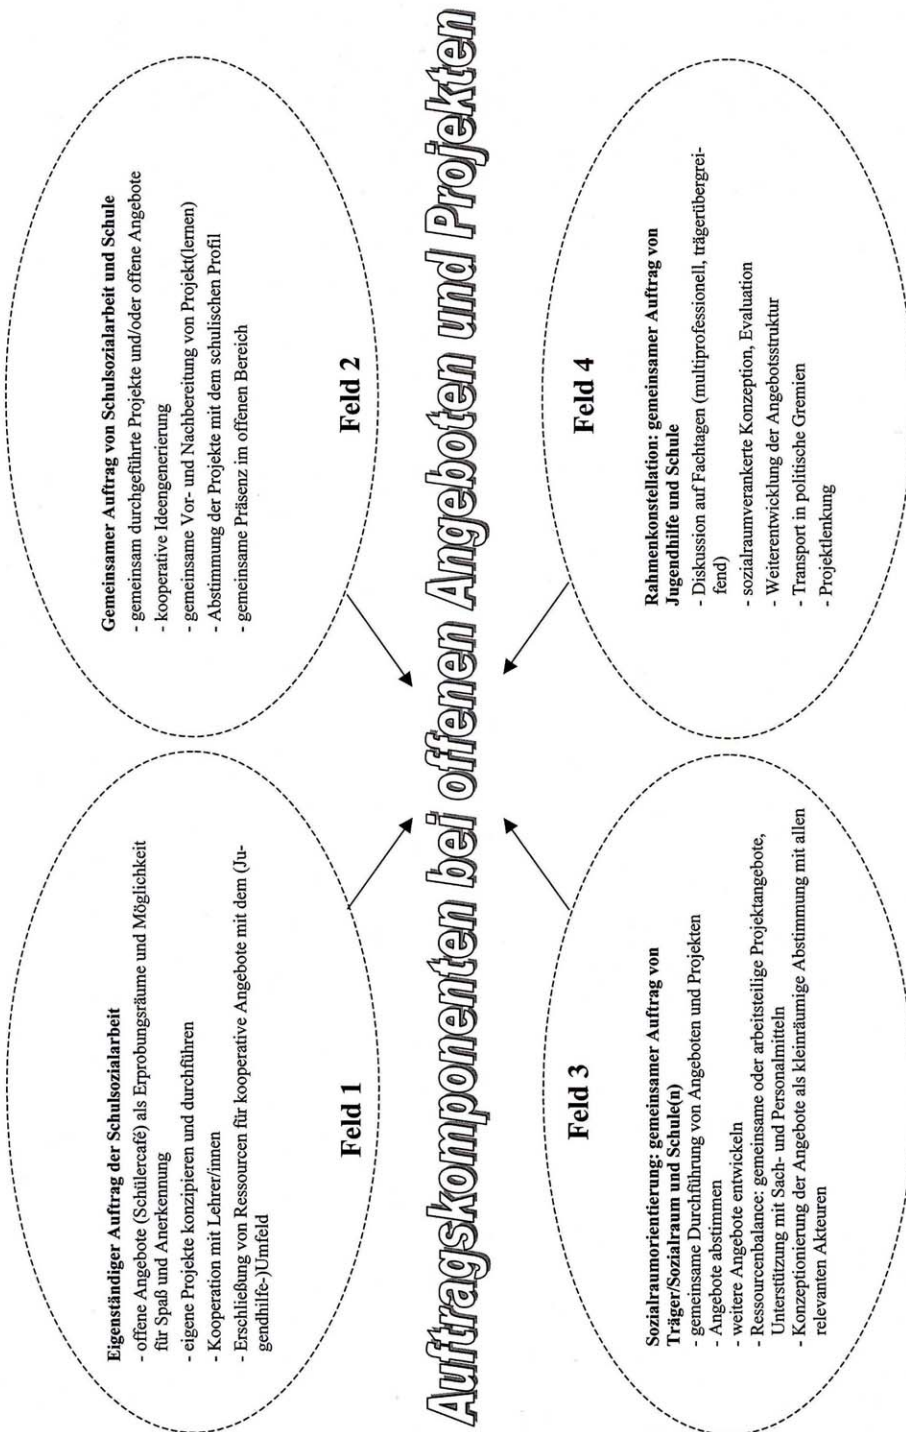 Eigenständiger Auftrag der Schulsozialarbeit
- offene Angebote (Schülercafé) als Erprobungsräume und Möglichkeit
für Spaß und Anerkennung
- eigene Projekte konzipieren und durchführen
- Kooperation mit Lehrer/innen
- Erschließung von Ressourcen für kooperative Angebote mit dem (Ju-
gendhilfe-)Umfeld
Feld 1
Gemeinsamer Auftrag von Schulsozialarbeit und Schule
- gemeinsam durchgeführte Projekte und/oder offene Angebote
- kooperative Ideengenerierung
- gemeinsame Vor- und Nachbereitung von Projekt(lernen)
- Abstimmung der Projekte mit dem schulischen Profil
- gemeinsame Präsenz im offenen Bereich
Feld 2
Auftragskomponenten bei offenen Angeboten und Projekten
Feld 3
Sozialraumorientierung: gemeinsamer Auftrag von
Träger/Sozialraum und Schule(n)
- gemeinsame Durchführung von Angeboten und Projekten
- Angebote abstimmen
- weitere Angebote entwickeln
- Ressourcenbalance: gemeinsame oder arbeitsteilige Projektangebote,
Unterstützung mit Sach- und Personalmitteln
- Konzeptionierung der Angebote als kleinräumige Abstimmung mit allen
relevanten Akteuren
Feld 4
Rahmenkonstellation: gemeinsamer Auftrag von
Jugendhilfe und Schule
- Diskussion auf Fachtagen (multiprofessionell, trägerübergrei-
fend)
- sozialraumverankerte Konzeption, Evaluation
- Weiterentwicklung der Angebotsstruktur
- Transport in politische Gremien
- Projektlenkung